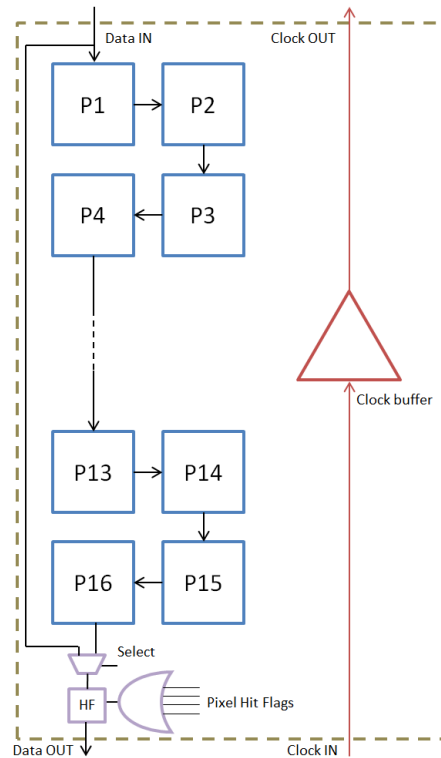 Data IN
Clock OUT
P1
P2
P4
P3
Clock buffer
P13
P14
P16
P15
Select
HF
Pixel Hit Flags
Data OUT
Clock IN